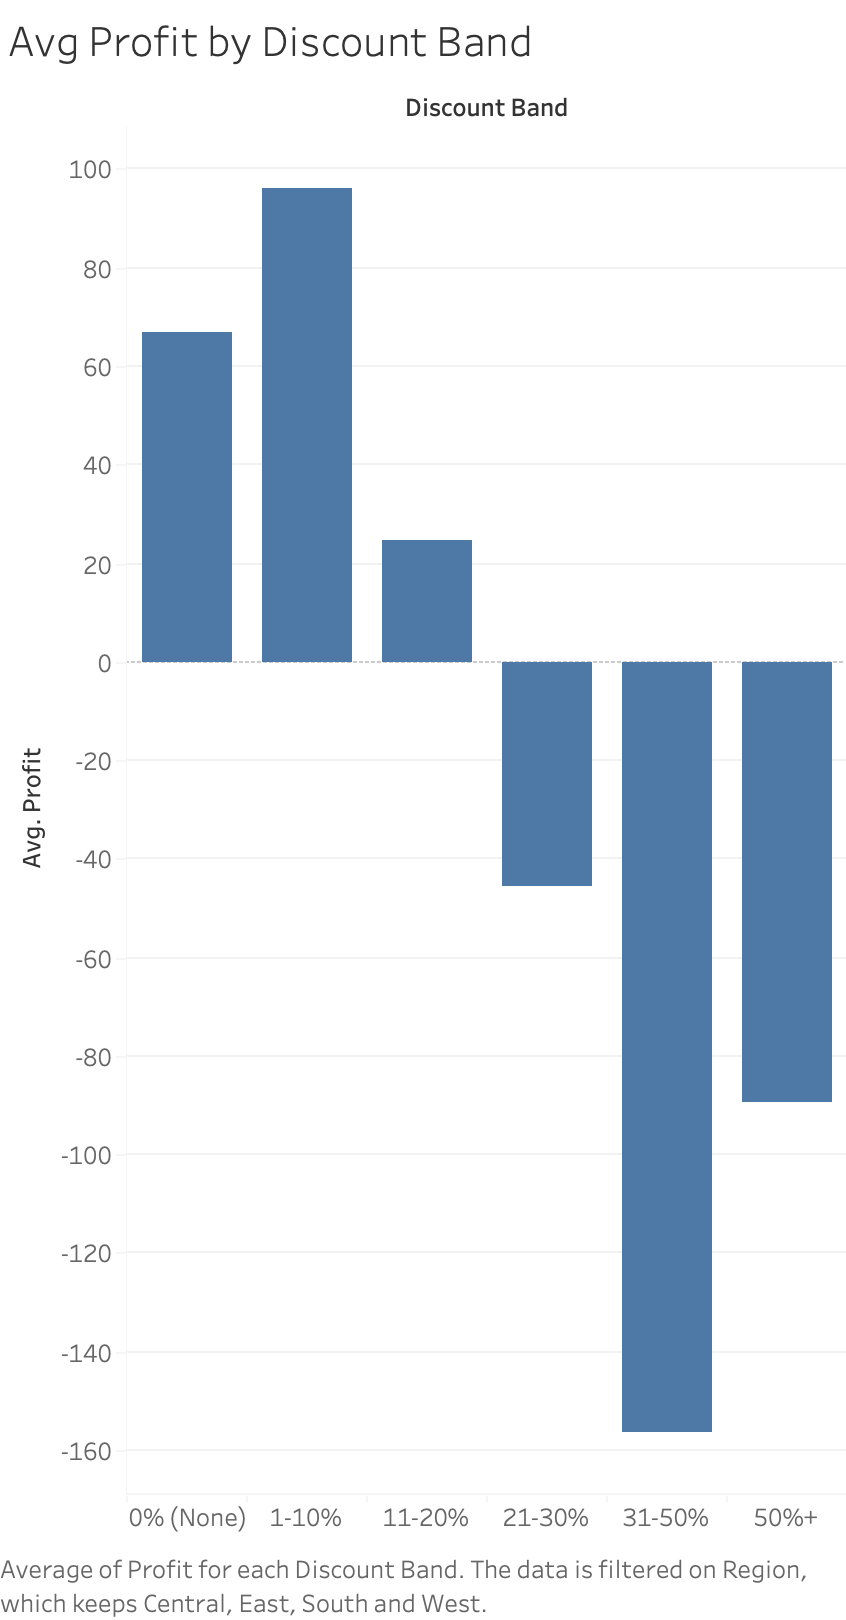 Avg Profit by Discount Band
Discount Band
100
80
60
40
20
0
-20
-40
-60
-80
-100
-120
-140
-160
Avg. Profit
0% (None) 1-10% 11-20% 21-30% 31-50% 50%+
Average of Profit for each Discount Band. The data is filtered on Region,
which keeps Central, East, South and West.